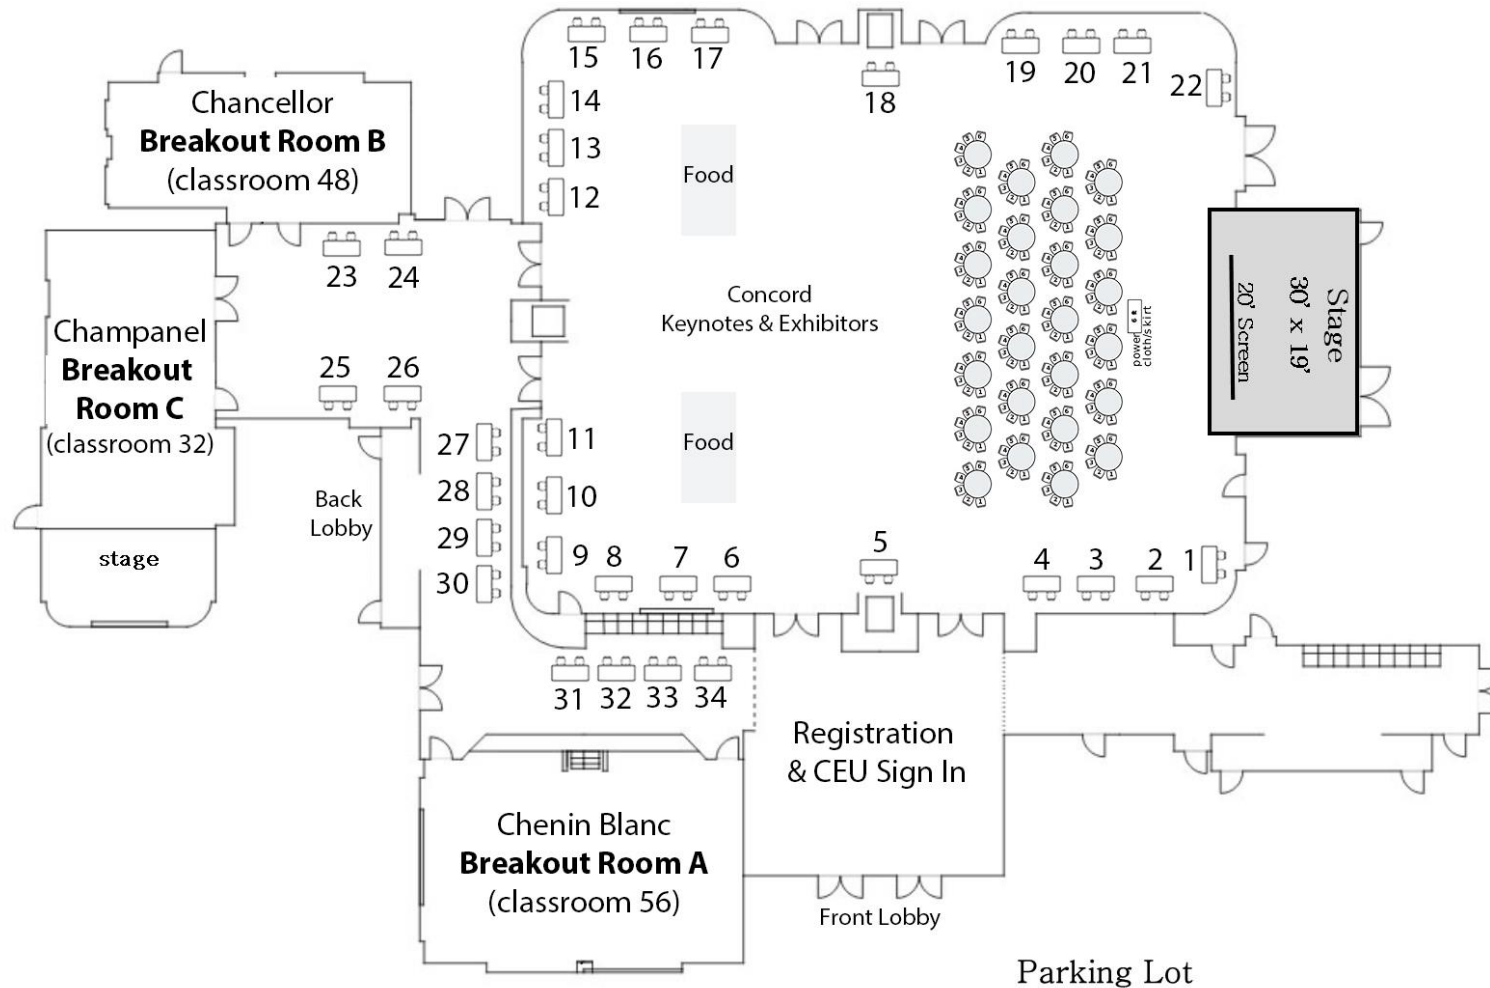 15
16
17
18
19
20
21
22
14
13
12
Chancellor
Breakout Room B
(classroom 48)
Food
23
24
Concord
Keynotes & Exhibitors
power
cloth/skirt
Stage
30' x 19'
20' Screen
Champanel
Breakout
Room C
(classroom 32)
25
26
27
28
29
30
11
10
9
Food
Back
Lobby
stage
8
7
6
5
4
3
2
1
31
32
33
34
Registration
& CEU Sign In
Chenin Blanc
Breakout Room A
(classroom 56)
Front Lobby
Parking Lot